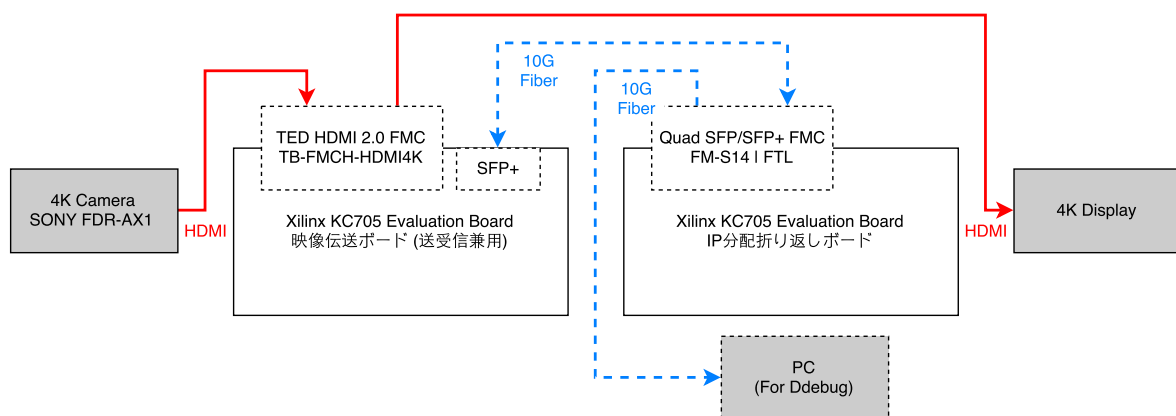 10G
Fiber
10G
Fiber
TED HDMI 2.0 FMC
TB-FMCH-HDMI4K
SFP+
Quad SFP/SFP+ FMC
FM-S14 I FTL
4K Camera
SONY FDR-AX1
HDMI
Xilinx KC705 Evaluation Board
映像伝送ボード (送受信兼用)
Xilinx KC705 Evaluation Board
IP分配折り返しボード
HDMI
4K Display
PC
(For Ddebug)